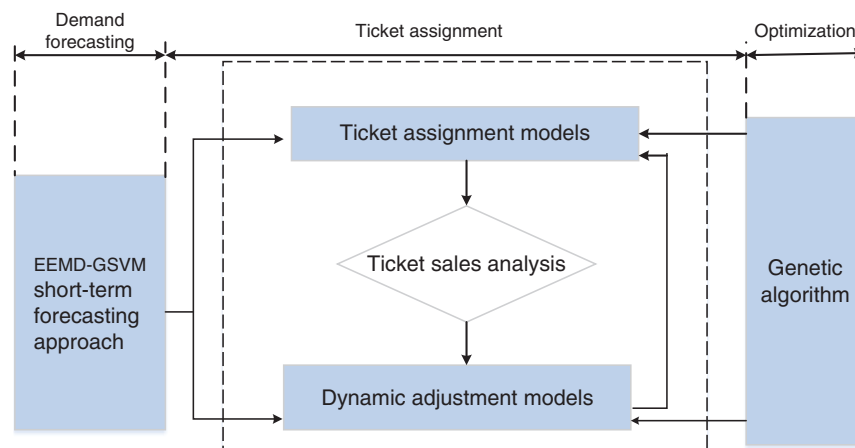 Demand
forecasting
Ticket assignment
Optimization
Ticket assignment models
EEMD-GSVM
short-term
forecasting
approach
Ticket sales analysis
Genetic
algorithm
Dynamic adjustment models